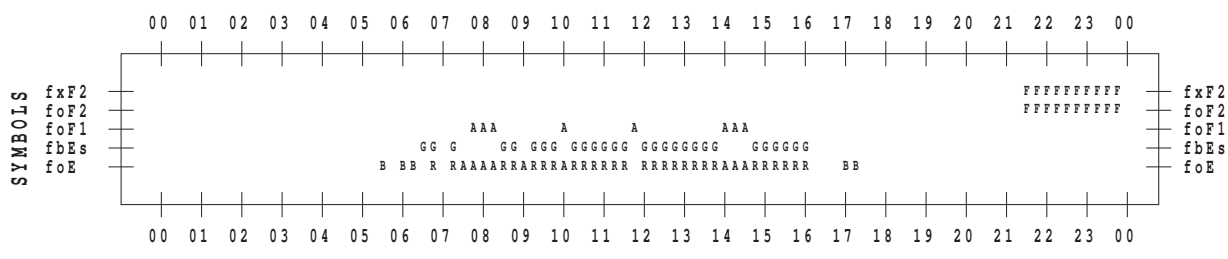 00 01 02 03 04 05 06 07 08 09 10 11 12 13 14 15 16 17 18 19 20 21 22 23 00
SYMBOLS
fxF2 FFFFFFFFFF fxF2
foF2 FFFFFFFFFF foF2
foF1 AAA A A AAA foF1
fbEs GG G GG GGG GGGGGG GGGGGGGG GGGGGG fbEs
foE B BB R RAAAARRARRRARRRRRR RRRRRRRRAAARRRRRR BB foE
00 01 02 03 04 05 06 07 08 09 10 11 12 13 14 15 16 17 18 19 20 21 22 23 00